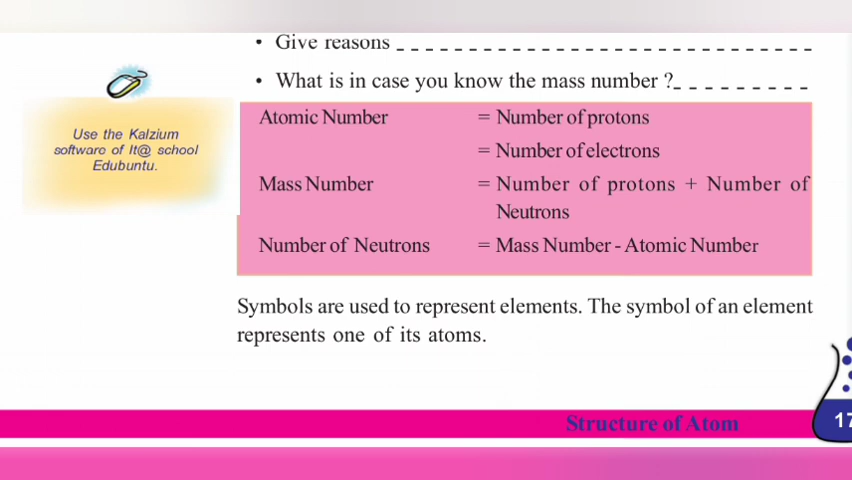 • Give reasons
• What is in case you know the mass number ?
Use the Kalzium
software of It@ school
Edubuntu.
Atomic Number = Number of protons
= Number of electrons
Mass Number = Number of protons + Number of
Neutrons
Number of Neutrons = Mass Number - Atomic Number
Symbols are used to represent elements. The symbol of an element
represents one of its atoms.
Structure of Atom
17